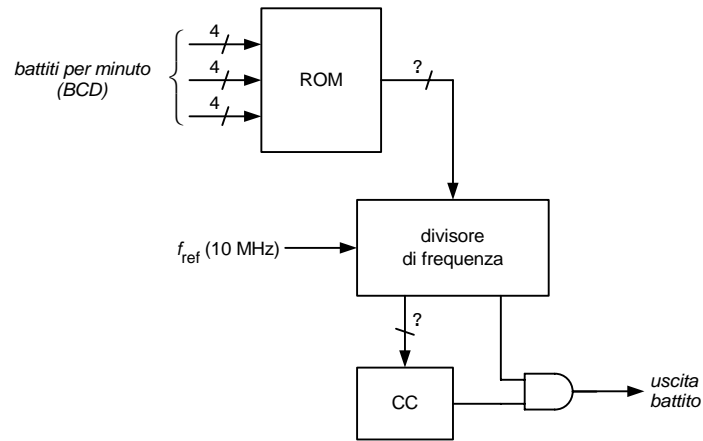 4
battiti per minuto
(BCD)
4
4
ROM
?
f_ref (10 MHz)
divisore
di frequenza
?
CC
uscita
battito